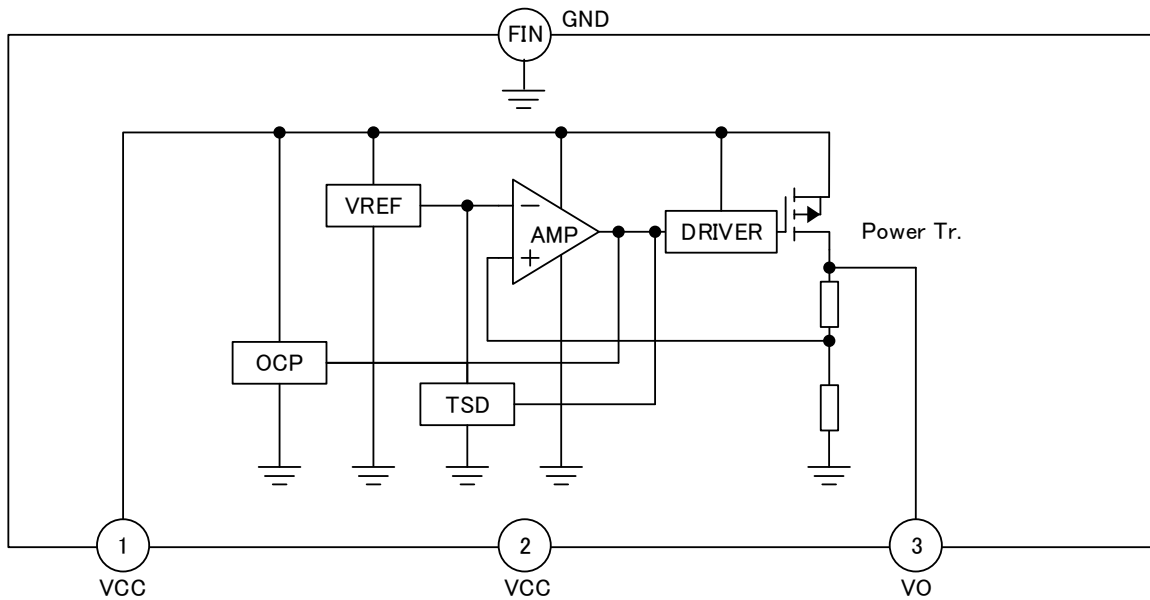 FIN
GND
VREF
−
AMP
+
DRIVER
Power Tr.
OCP
TSD
1
2
3
VCC
VCC
VO